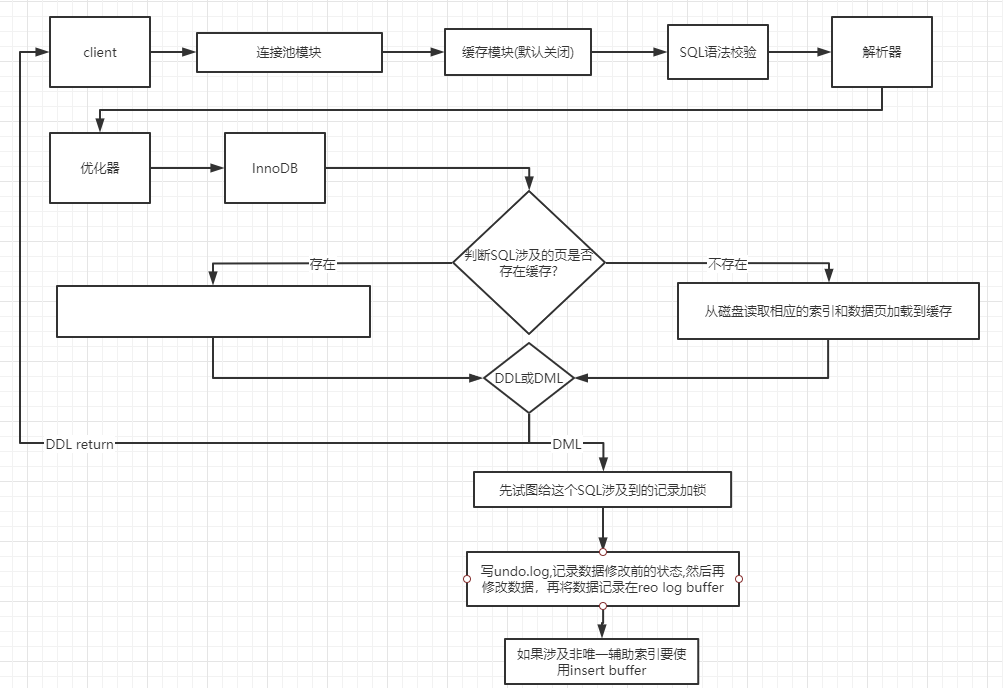 client
连接池模块
缓存模块(默认关闭)
SQL语法校验
解析器
优化器
InnoDB
判断SQL涉及的页是否
存在缓存?
存在
不存在
从磁盘读取相应的索引和数据页加载到缓存
DDL或DML
DDL return
DML
先试图给这个SQL涉及到的记录加锁
写undo.log,记录数据修改前的状态,然后再
修改数据，再将数据记录在reo log buffer
如果涉及非唯一辅助索引要使
用insert buffer